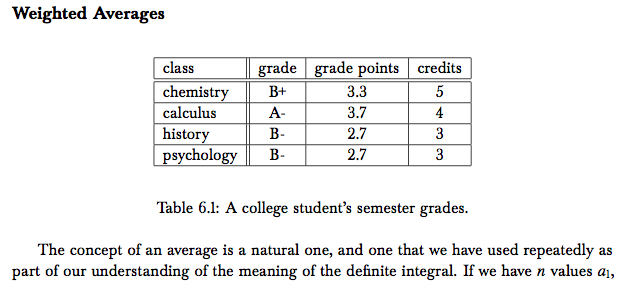 Weighted Averages
class grade grade points credits
chemistry B+ 3.3 5
calculus A- 3.7 4
history B- 2.7 3
psychology B- 2.7 3
Table 6.1: A college student’s semester grades.
The concept of an average is a natural one, and one that we have used repeatedly as
part of our understanding of the meaning of the definite integral. If we have n values a₁,